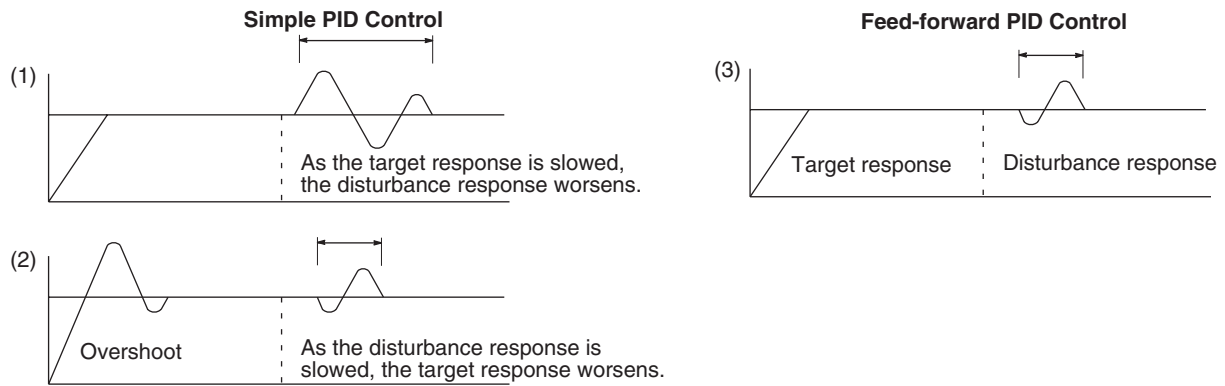 Simple PID Control
(1)
As the target response is slowed,
the disturbance response worsens.
(2)
Overshoot
As the disturbance response is
slowed, the target response worsens.
Feed-forward PID Control
(3)
Target response
Disturbance response